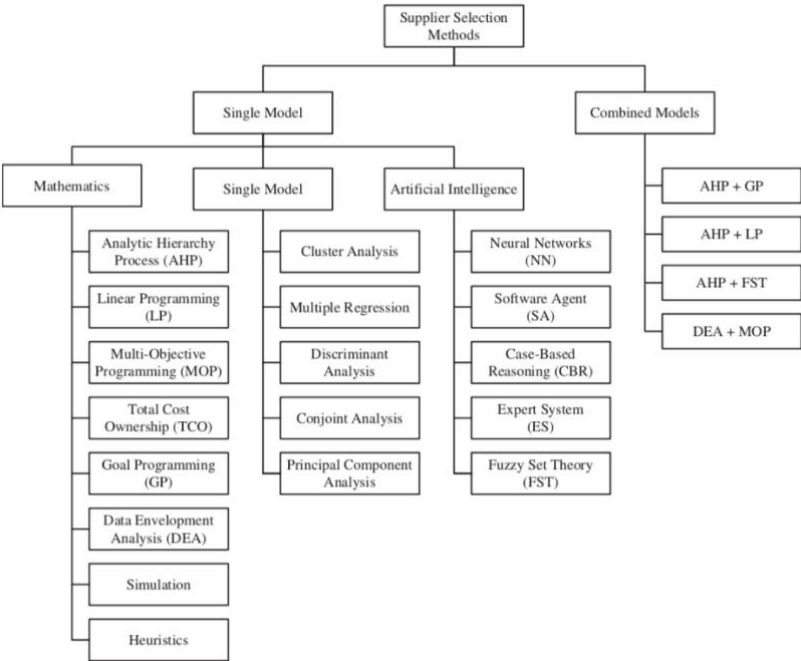 Supplier Selection
Methods
Single Model
Combined Models
Mathematics
Single Model
Artificial Intelligence
Analytic Hierarchy
Process (AHP)
Linear Programming
(LP)
Multi-Objective
Programming (MOP)
Total Cost
Ownership (TCO)
Goal Programming
(GP)
Data Envelopment
Analysis (DEA)
Simulation
Heuristics
Cluster Analysis
Multiple Regression
Discriminant
Analysis
Conjoint Analysis
Principal Component
Analysis
Neural Networks
(NN)
Software Agent
(SA)
Case-Based
Reasoning (CBR)
Expert System
(ES)
Fuzzy Set Theory
(FST)
AHP + GP
AHP + LP
AHP + FST
DEA + MOP